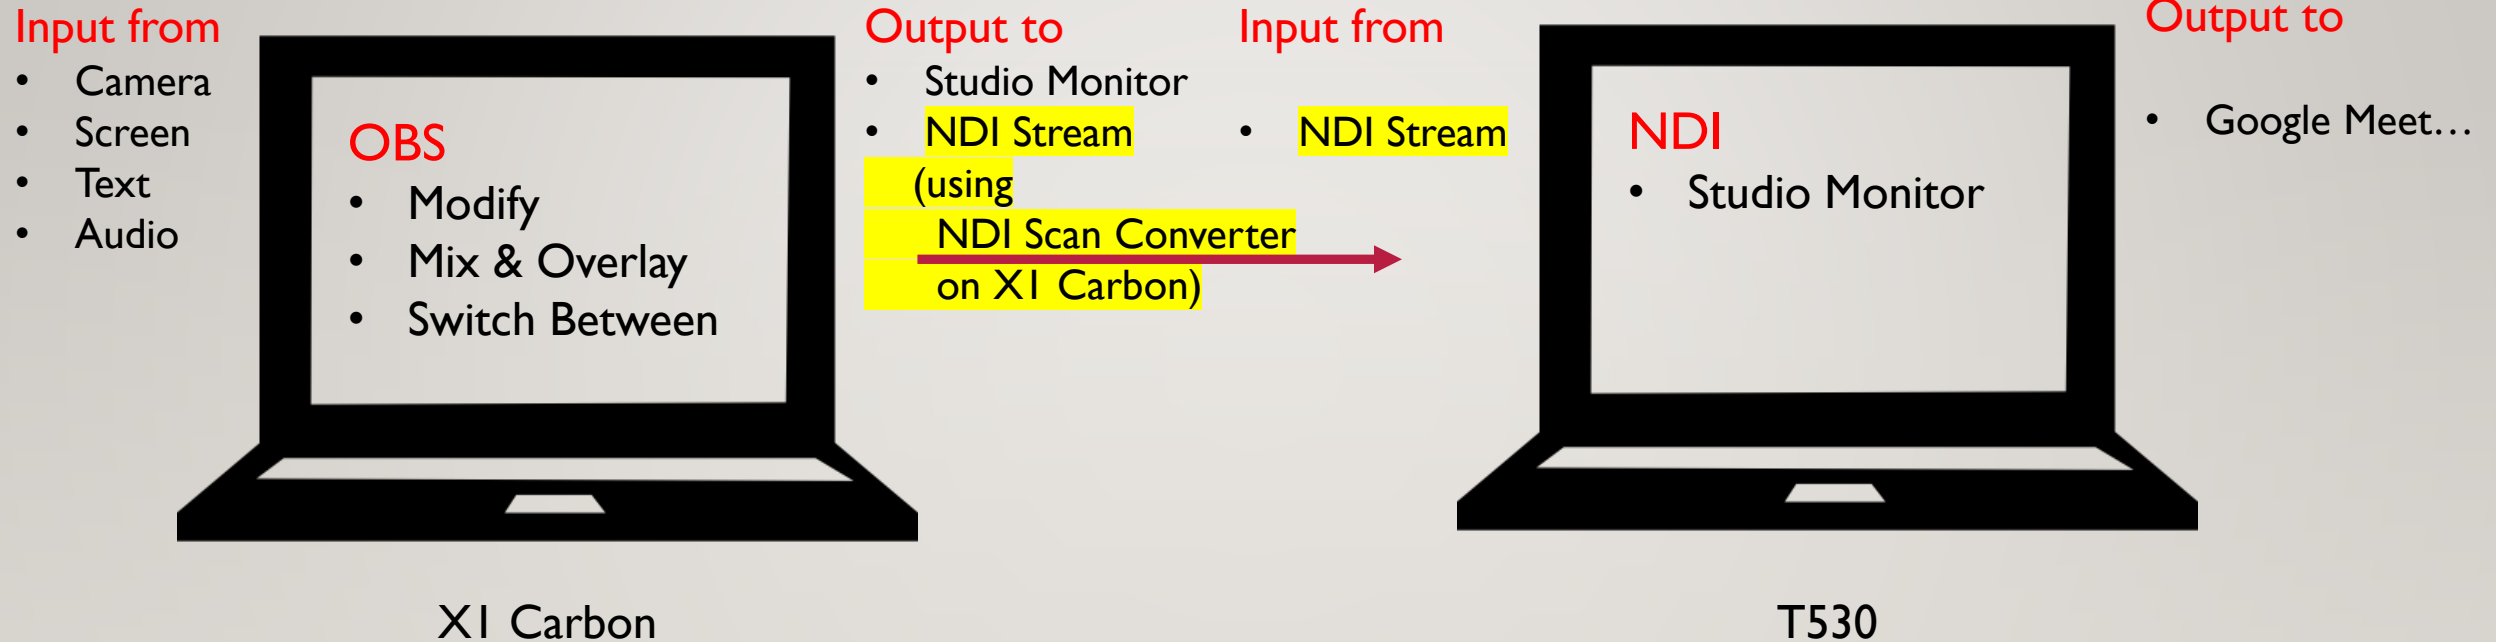 Input from
• Camera
• Screen
• Text
• Audio
OBS
• Modify
• Mix & Overlay
• Switch Between
X1 Carbon
Output to
• Studio Monitor
• NDI Stream
(using
NDI Scan Converter
on X1 Carbon)
Input from
• NDI Stream
NDI
• Studio Monitor
T530
Output to
• Google Meet…